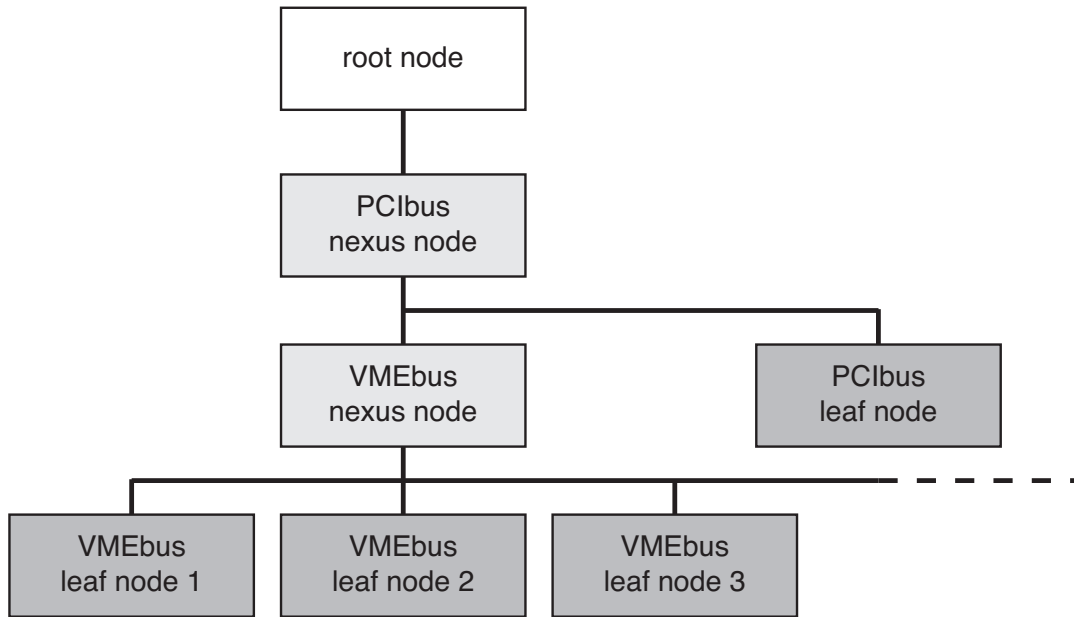 root node
PCIbus
nexus node
VMEbus
nexus node
PCIbus
leaf node
VMEbus
leaf node 1
VMEbus
leaf node 2
VMEbus
leaf node 3